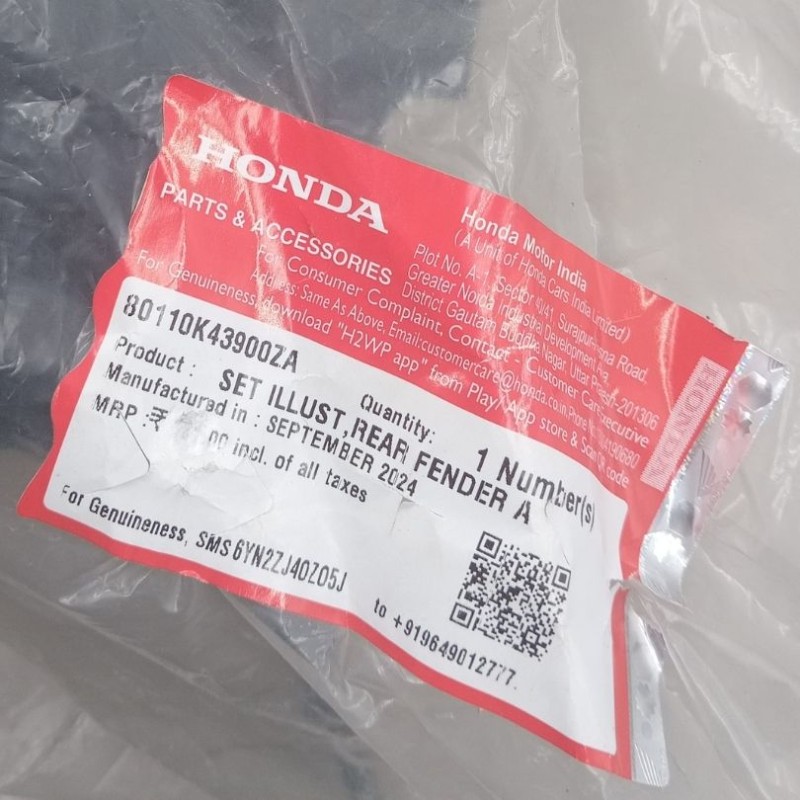 HONDA
PARTS & ACCESSORIES
Honda Motor India
(A Unit of Honda Cars India Limited)
Plot No. Sector 40/41, Surajpur-Kasna Road,
Greater Noida Industrial Development Area,
District Gautam Buddha Nagar, Uttar Pradesh-201306
For Consumer Complaint, Contact: Customer Care Executive
Address: Same As Above, Email:customercare@honda.co.in, Phone
For Genuineness, download "H2WP app" from Play/App store & Scan code
HONDA
80110K43900ZA
Quantity: 1 Number(s)
Product : SET ILLUST,REAR FENDER A
Manufactured in : SEPTEMBER 2024
MRP :₹ .00 incl. of all taxes
For Genuineness, SMS 6YN2ZJ40Z05J to +919649012777.